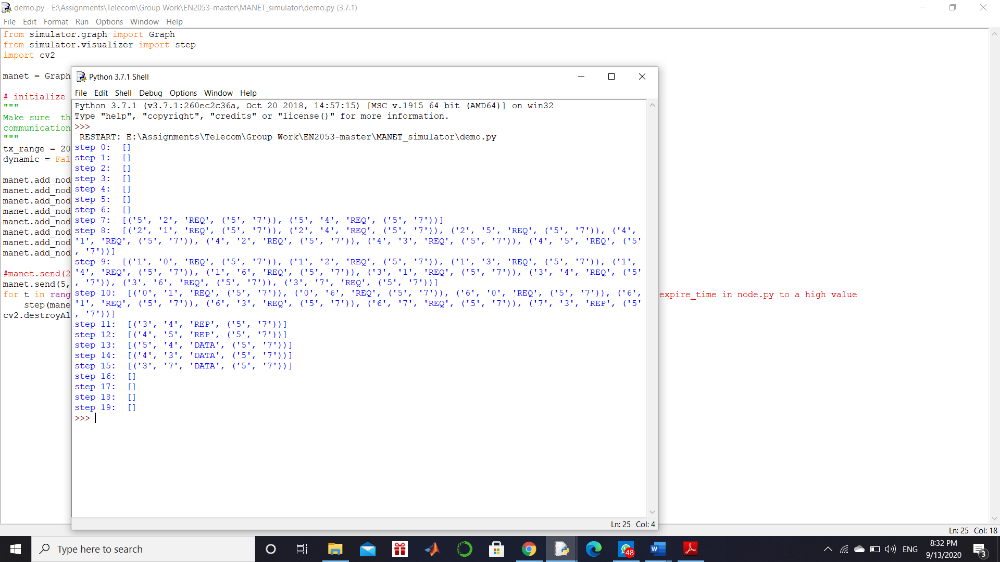 demo.py - E:\Assignments\Telecom\Group Work\EN2053-master\MANET_simulator\demo.py (3.7.1)
File Edit Format Run Options Window Help
from simulator.graph import Graph
from simulator.visualizer import step
import cv2
manet = Graph
# initialize
"""
Make sure  th
communication
"""
tx_range = 20
dynamic = Fal
manet.add_nod
manet.add_nod
manet.add_nod
manet.add_nod
manet.add_nod
manet.add_nod
manet.add_nod
manet.add_nod
#manet.send(2
manet.send(5,
for t in rang
step(mane
cv2.destroyAl
expire_time in node.py to a high value
Python 3.7.1 Shell
File Edit Shell Debug Options Window Help
Python 3.7.1 (v3.7.1:260ec2c36a, Oct 20 2018, 14:57:15) [MSC v.1915 64 bit (AMD64)] on win32
Type "help", "copyright", "credits" or "license()" for more information.
>>>
RESTART: E:\Assignments\Telecom\Group Work\EN2053-master\MANET_simulator\demo.py
step 0:  []
step 1:  []
step 2:  []
step 3:  []
step 4:  []
step 5:  []
step 6:  []
step 7:  [('5', '2', 'REQ', ('5', '7')), ('5', '4', 'REQ', ('5', '7'))]
step 8:  [('2', '1', 'REQ', ('5', '7')), ('2', '4', 'REQ', ('5', '7')), ('2', '5', 'REQ', ('5', '7')), ('4',
'1', 'REQ', ('5', '7')), ('4', '2', 'REQ', ('5', '7')), ('4', '3', 'REQ', ('5', '7')), ('4', '5', 'REQ', ('5'
, '7'))]
step 9:  [('1', '0', 'REQ', ('5', '7')), ('1', '2', 'REQ', ('5', '7')), ('1', '3', 'REQ', ('5', '7')), ('1',
'4', 'REQ', ('5', '7')), ('1', '6', 'REQ', ('5', '7')), ('3', '1', 'REQ', ('5', '7')), ('3', '4', 'REQ', ('5'
, '7')), ('3', '6', 'REQ', ('5', '7')), ('3', '7', 'REQ', ('5', '7'))]
step 10:  [('0', '1', 'REQ', ('5', '7')), ('0', '6', 'REQ', ('5', '7')), ('6', '0', 'REQ', ('5', '7')), ('6',
'1', 'REQ', ('5', '7')), ('6', '3', 'REQ', ('5', '7')), ('6', '7', 'REQ', ('5', '7')), ('7', '3', 'REP', ('5'
, '7'))]
step 11:  [('3', '4', 'REP', ('5', '7'))]
step 12:  [('4', '5', 'REP', ('5', '7'))]
step 13:  [('5', '4', 'DATA', ('5', '7'))]
step 14:  [('4', '3', 'DATA', ('5', '7'))]
step 15:  [('3', '7', 'DATA', ('5', '7'))]
step 16:  []
step 17:  []
step 18:  []
step 19:  []
>>>
Ln: 25 Col: 4
Ln: 25 Col: 18
Type here to search
48
ENG
8:32 PM
9/13/2020
3